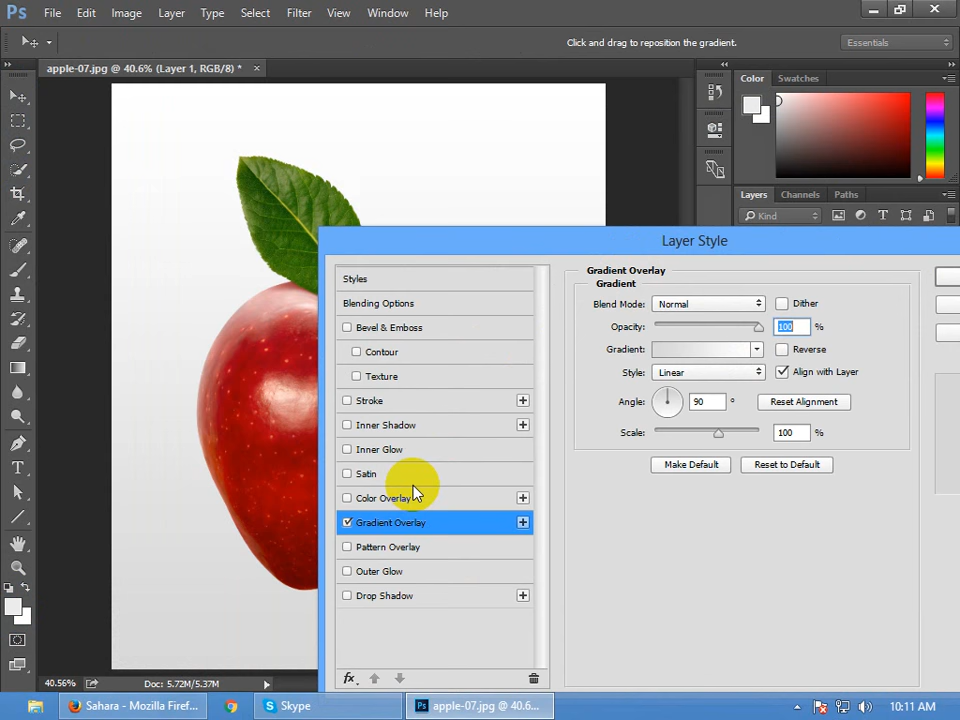 Ps File Edit Image Layer Type Select Filter View Window Help
Click and drag to reposition the gradient. Essentials
apple-07.jpg @ 40.6% (Layer 1, RGB/8) * ×
Color Swatches
Layers Channels Paths
Kind
Layer Style
Styles
Blending Options
Bevel & Emboss
Contour
Texture
Stroke
Inner Shadow
Inner Glow
Satin
Color Overlay
Gradient Overlay
Pattern Overlay
Outer Glow
Drop Shadow
fx
Gradient Overlay
Gradient
Blend Mode: Normal Dither
Opacity: 100 %
Gradient: Reverse
Style: Linear Align with Layer
Angle: 90 ° Reset Alignment
Scale: 100 %
Make Default Reset to Default
40.56% Doc: 5.72M/5.37M
Sahara - Mozilla Firef... Skype Ps apple-07.jpg @ 40.6... 10:11 AM